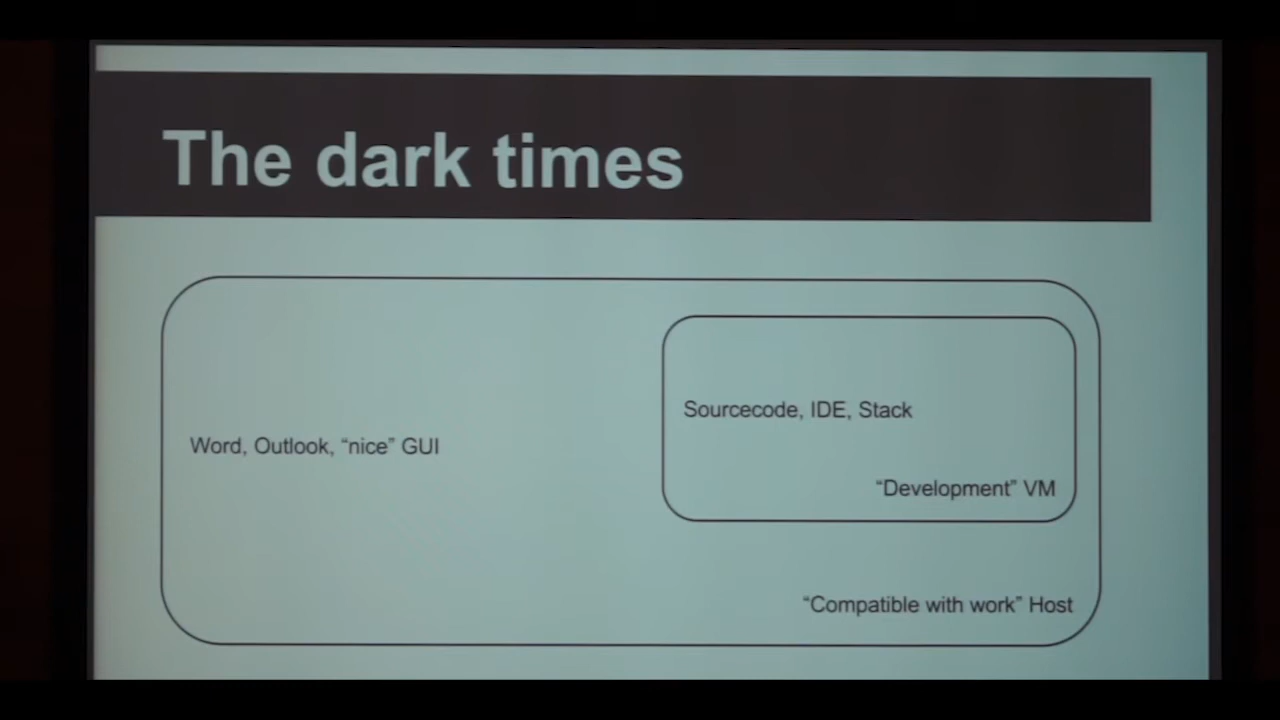 The dark times
Word, Outlook, “nice” GUI
Sourcecode, IDE, Stack
“Development” VM
“Compatible with work” Host